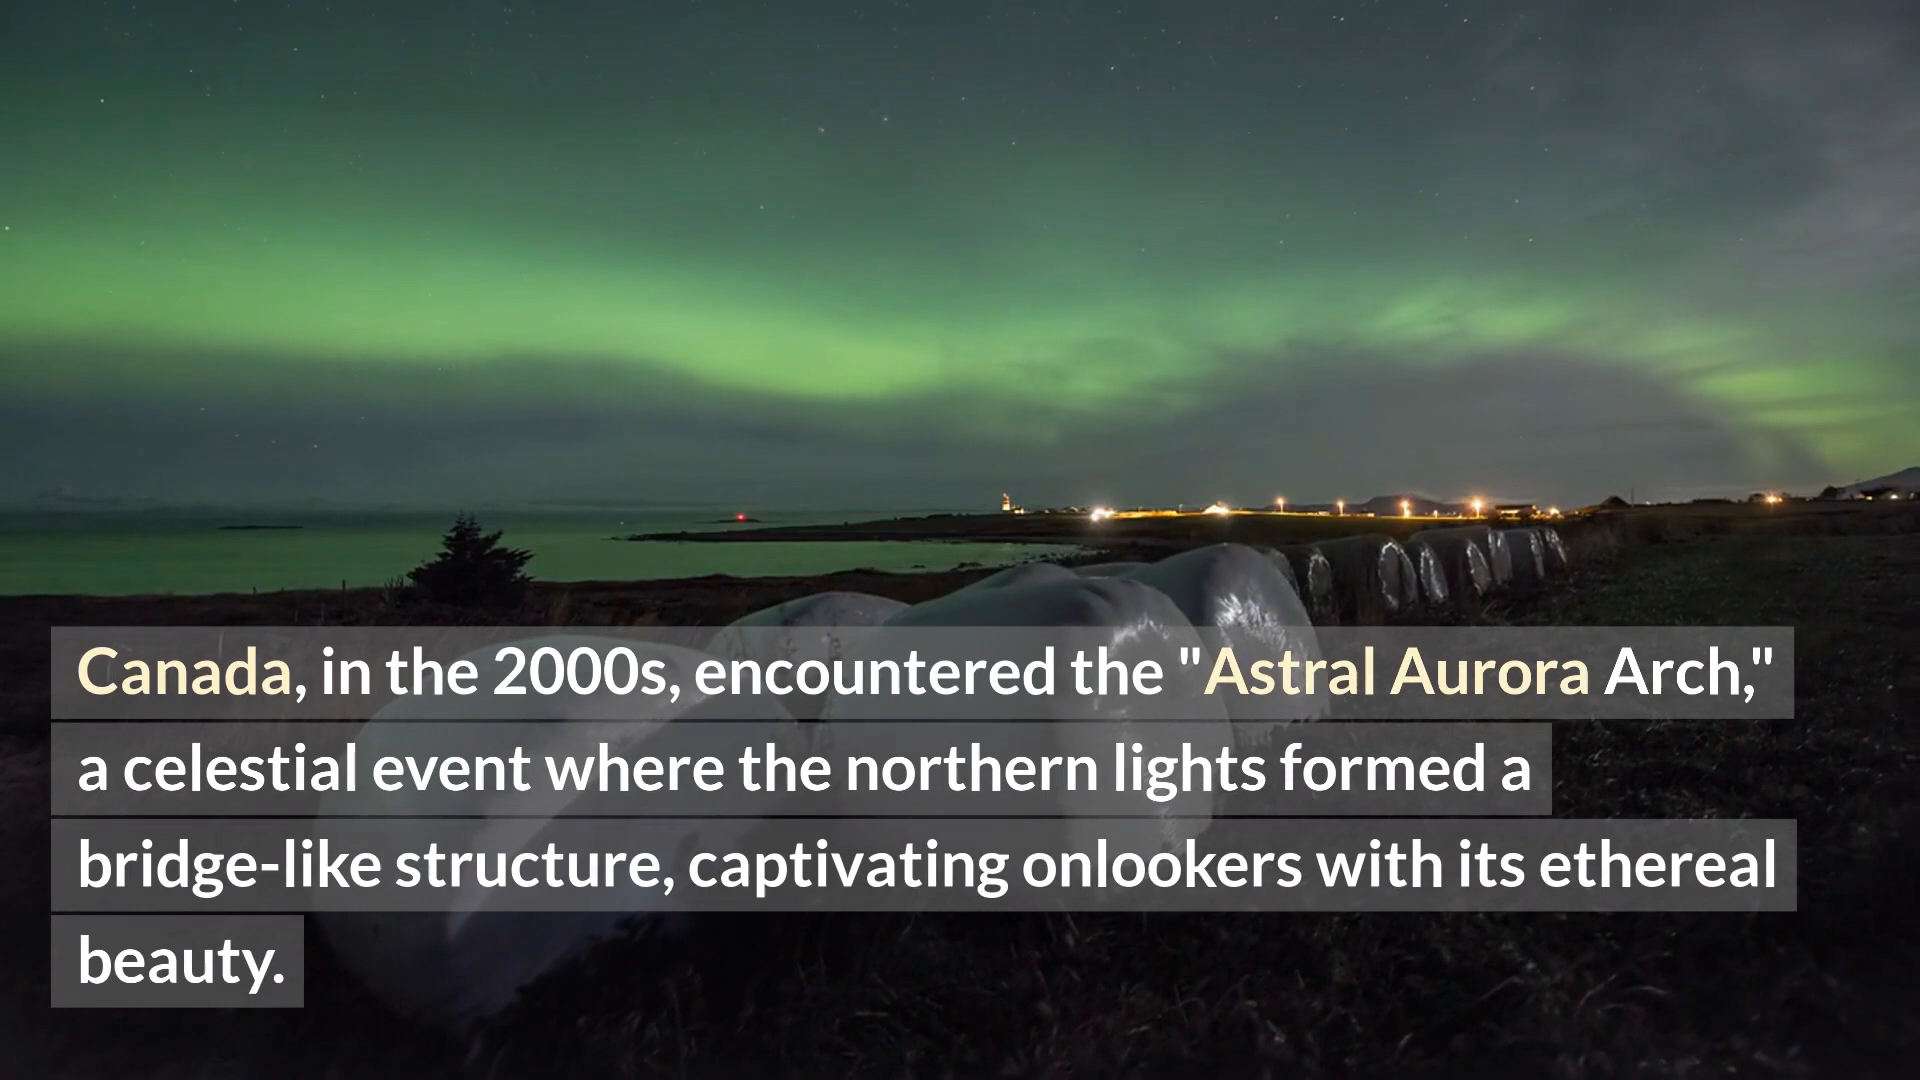 Canada, in the 2000s, encountered the "Astral Aurora Arch,"
a celestial event where the northern lights formed a
bridge-like structure, captivating onlookers with its ethereal
beauty.